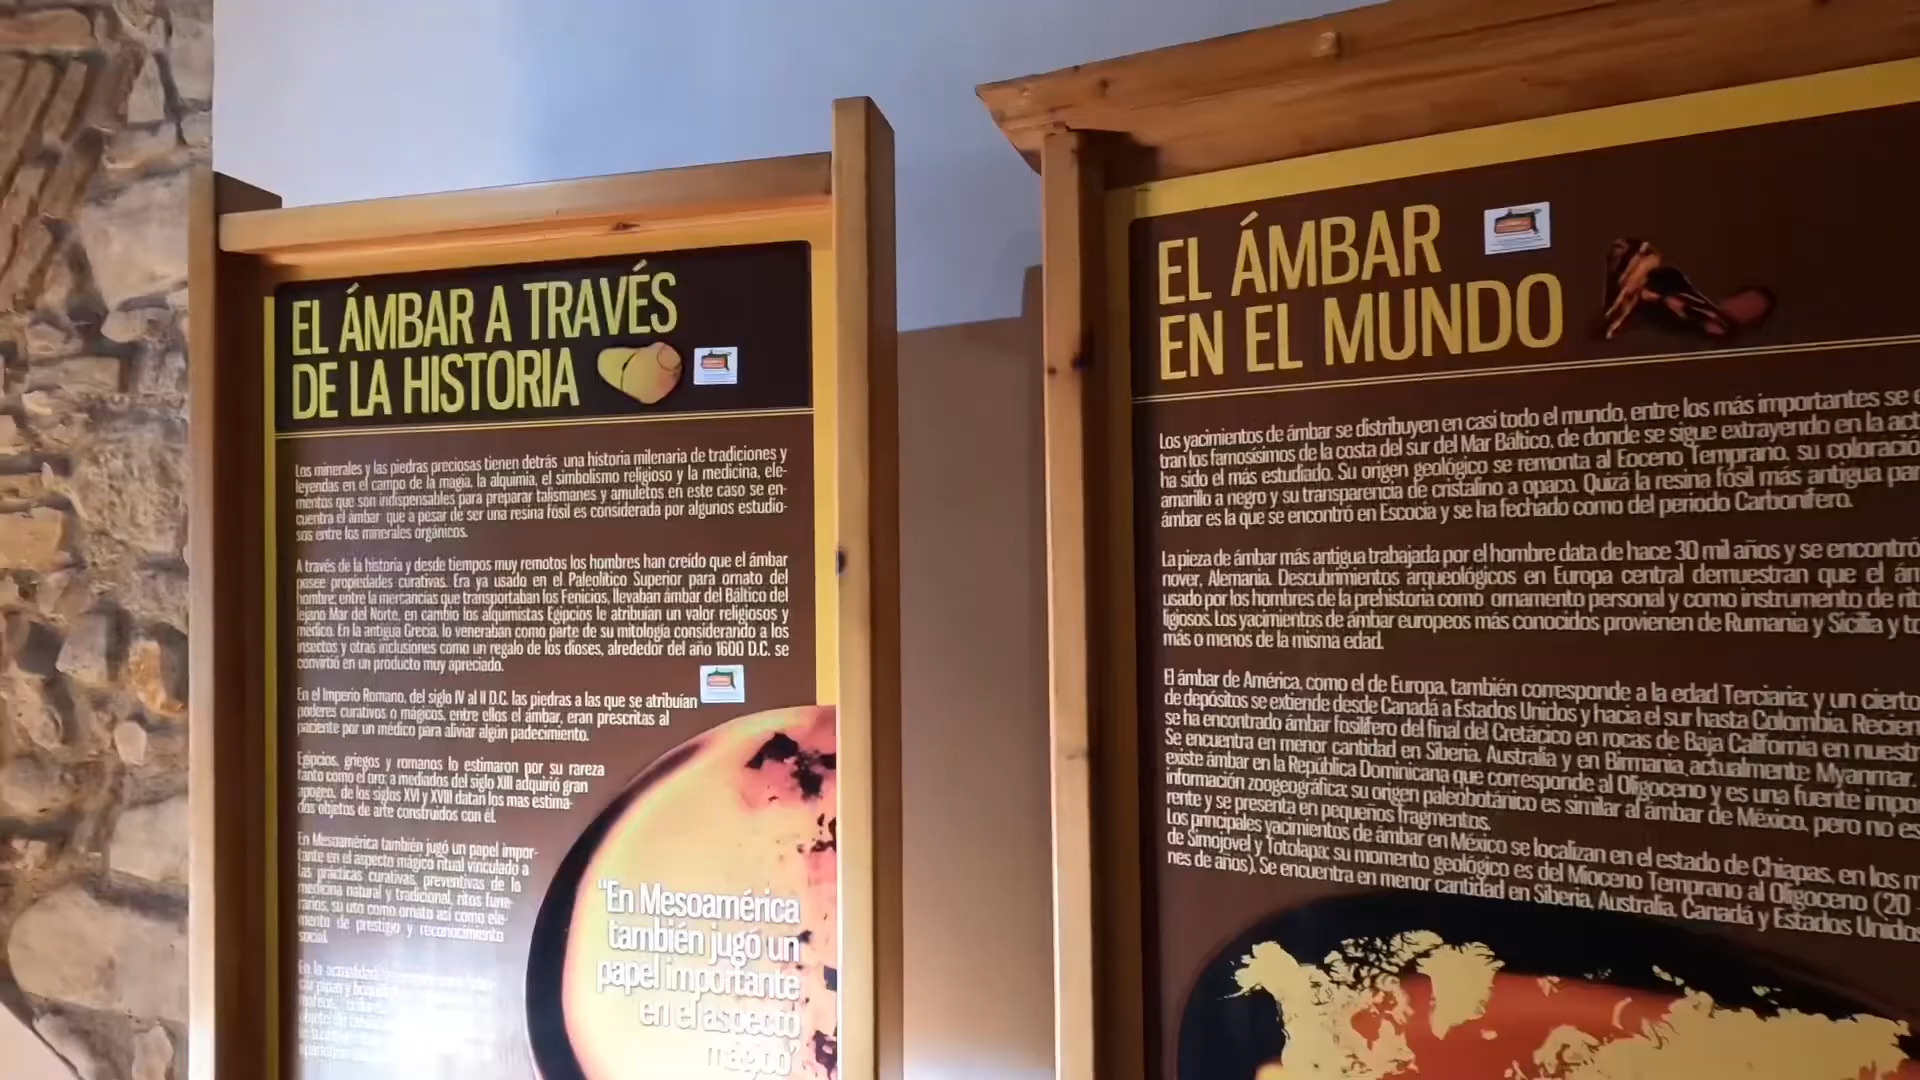 EL ÁMBAR A TRAVÉS
DE LA HISTORIA
Los minerales y las piedras preciosas tienen detrás una historia milenaria de tradiciones y
leyendas en el campo de la magia, la alquimia, el simbolismo religioso y la medicina, ele-
mentos que son indispensables para preparar talismanes y amuletos en este caso se en-
cuentra el ámbar que a pesar de ser una resina fósil es considerada por algunos estudio-
sos entre los minerales orgánicos.
A través de la historia y desde tiempos muy remotos los hombres han creído que el ámbar
posee propiedades curativas. Era ya usado en el Paleolítico Superior para ornato del
hombre; entre la mercancías que transportaban los Fenicios, llevaban ámbar del Báltico del
lejano Mar del Norte, en cambio los alquimistas Egipcios le atribuían un valor religiosos y
médico. En la antigua Grecia, lo veneraban como parte de su mitología considerando a los
insectos y otras inclusiones como un regalo de los dioses, alrededor del año 1600 D.C. se
convirtió en un producto muy apreciado.
En el Imperio Romano, del siglo IV al II D.C. las piedras a las que se atribuían
poderes curativos o mágicos, entre ellos el ámbar, eran prescritas al
paciente por un médico para aliviar algún padecimiento.
Egipcios, griegos y romanos lo estimaron por su rareza
tanto como el oro; a mediados del siglo XIII adquirió gran
apogeo, de los siglos XVI y XVIII datan los mas estima-
dos objetos de arte construidos con él.
En Mesoamérica también jugó un papel impor-
tante en el aspecto mágico ritual vinculado a
las prácticas curativas, preventivas de la
medicina natural y tradicional, ritos fune-
rarios, su uso como ornato así como ele-
mento de prestigio y reconocimiento
social.
En la actualidad
"En Mesoamérica
también jugó un
papel importante
en el aspecto
mágico"
EL ÁMBAR
EN EL MUNDO
Los yacimientos de ámbar se distribuyen en casi todo el mundo, entre los más importantes se
tran los famosísimos de la costa del sur del Mar Báltico, de donde se sigue extrayendo en la act
ha sido el más estudiado. Su origen geológico se remonta al Eoceno Temprano, su coloració
amarillo a negro y su transparencia de cristalino a opaco. Quizá la resina fósil más antigua par
ámbar es la que se encontró en Escocia y se ha fechado como del periodo Carbonífero.
La pieza de ámbar más antigua trabajada por el hombre data de hace 30 mil años y se encontró
nover, Alemania. Descubrimientos arqueológicos en Europa central demuestran que el ám
usado por los hombres de la prehistoria como ornamento personal y como instrumento de rit
ligiosos. Los yacimientos de ámbar europeos más conocidos provienen de Rumania y Sicilia y to
más o menos de la misma edad.
El ámbar de América, como el de Europa, también corresponde a la edad Terciaria; y un cierto
de depósitos se extiende desde Canadá a Estados Unidos y hacia el sur hasta Colombia. Recien
se ha encontrado ámbar fosilífero del final del Cretácico en rocas de Baja California en nuestr
Se encuentra en menor cantidad en Siberia, Australia y en Birmania, actualmente Myanmar.
existe ámbar en la República Dominicana que corresponde al Oligoceno y es una fuente impor
información zoogeográfica; su origen paleobotánico es similar al ámbar de México, pero no es
rente y se presenta en pequeños fragmentos.
Los principales yacimientos de ámbar en México se localizan en el estado de Chiapas, en los m
de Simojovel y Totolapa; su momento geológico es del Mioceno Temprano al Oligoceno (20
nes de años). Se encuentra en menor cantidad en Siberia, Australia, Canadá y Estados Unidos